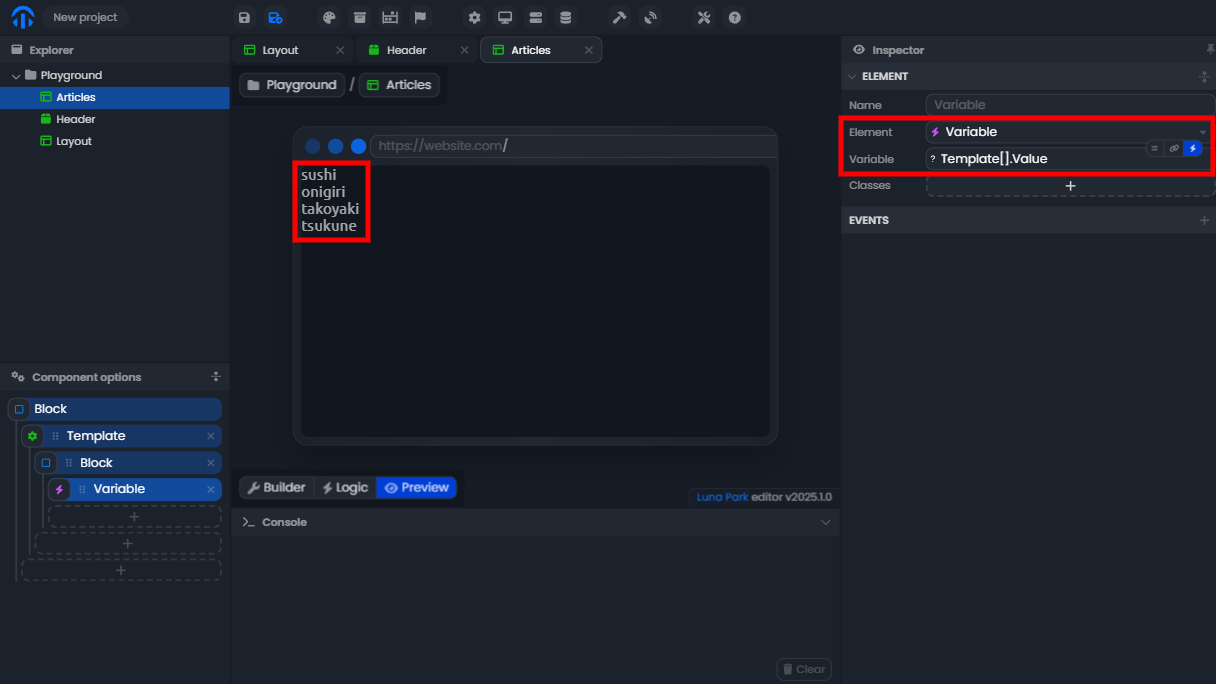 New project
Explorer
Playground
Articles
Header
Layout
Component options
Block
Template
Block
Variable
Layout
Header
Articles
Playground / Articles
https://website.com/
sushi
onigiri
takoyaki
tsukune
Builder
Logic
Preview
Luna Park editor v2025.1.0
Console
Clear
Inspector
ELEMENT
Name Variable
Element Variable
Variable ? Template[].Value
Classes +
EVENTS +